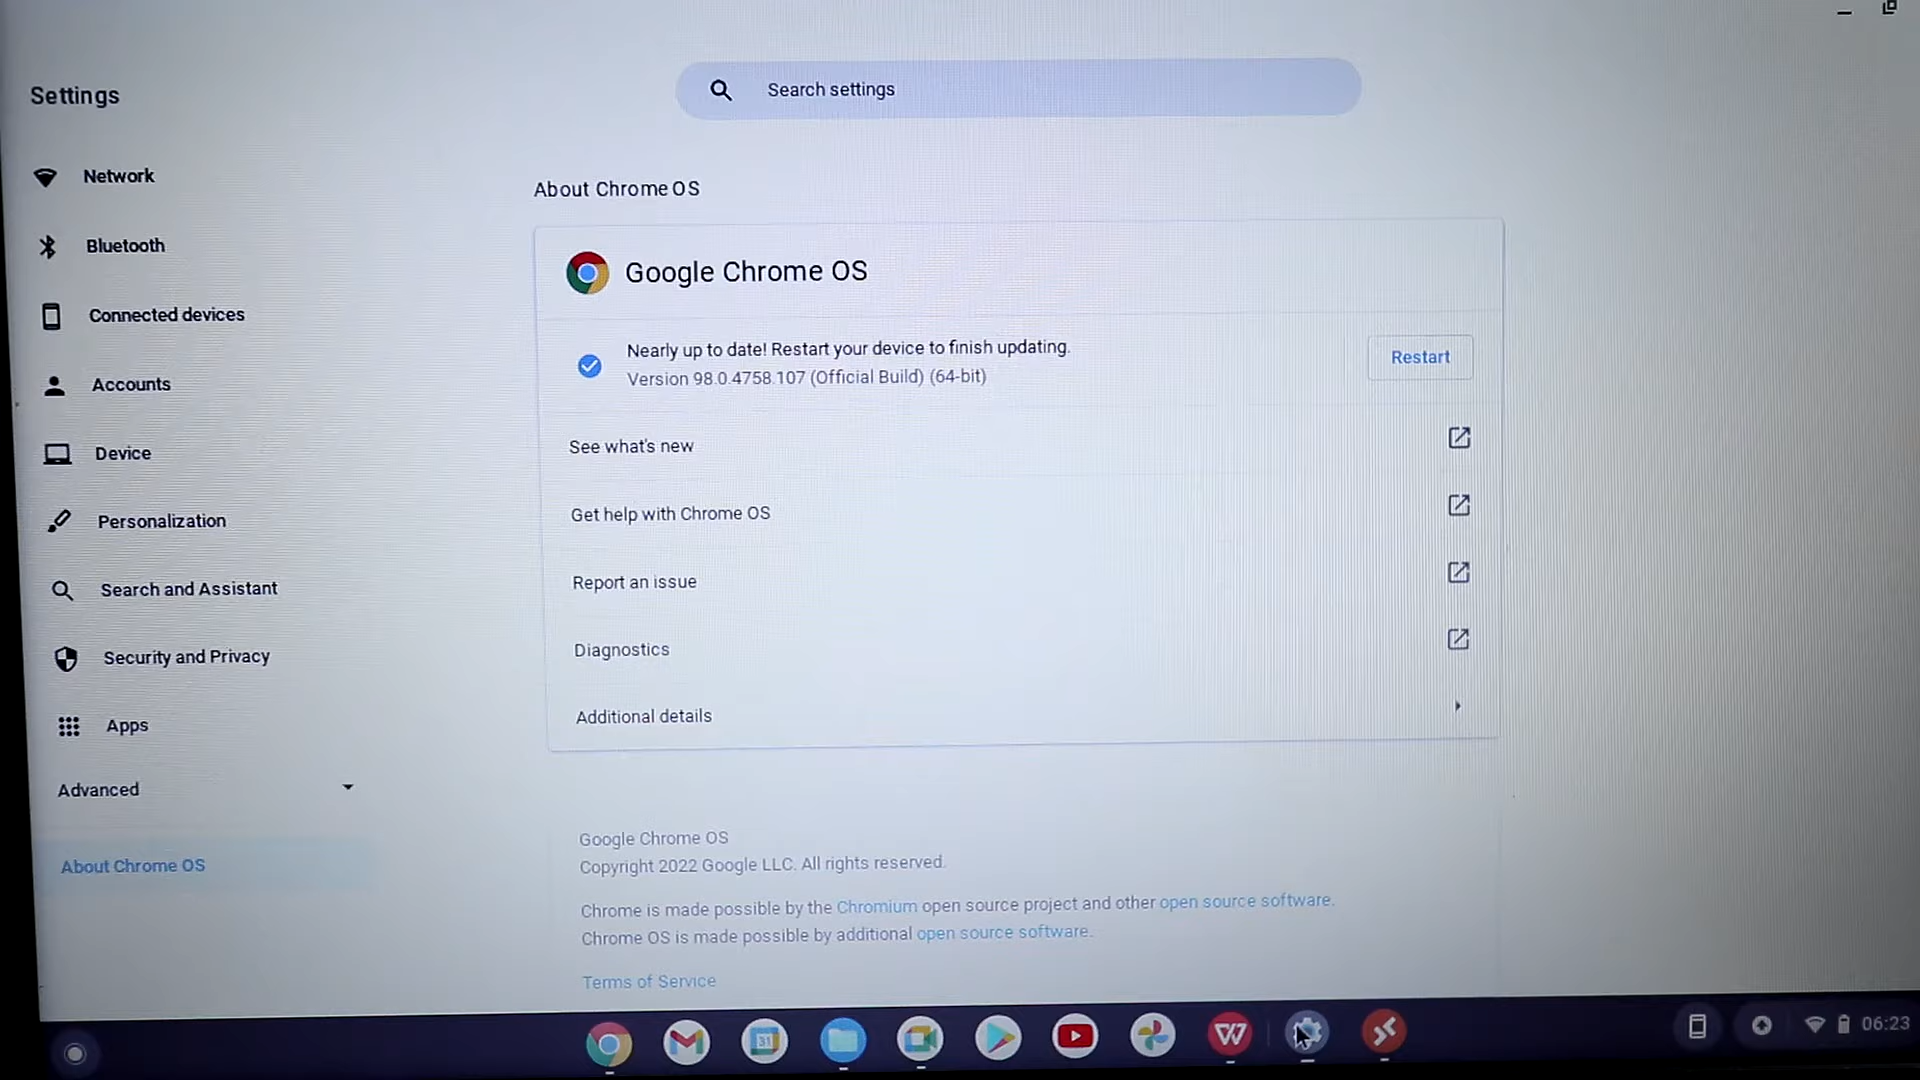 Settings
Search settings
Network
Bluetooth
Connected devices
Accounts
Device
Personalization
Search and Assistant
Security and Privacy
Apps
Advanced
About Chrome OS
About Chrome OS
Google Chrome OS
Nearly up to date! Restart your device to finish updating.
Version 98.0.4758.107 (Official Build) (64-bit)
Restart
See what's new
Get help with Chrome OS
Report an issue
Diagnostics
Additional details
Google Chrome OS
Copyright 2022 Google LLC. All rights reserved.
Chrome is made possible by the Chromium open source project and other open source software.
Chrome OS is made possible by additional open source software.
Terms of Service
31
W
06:23